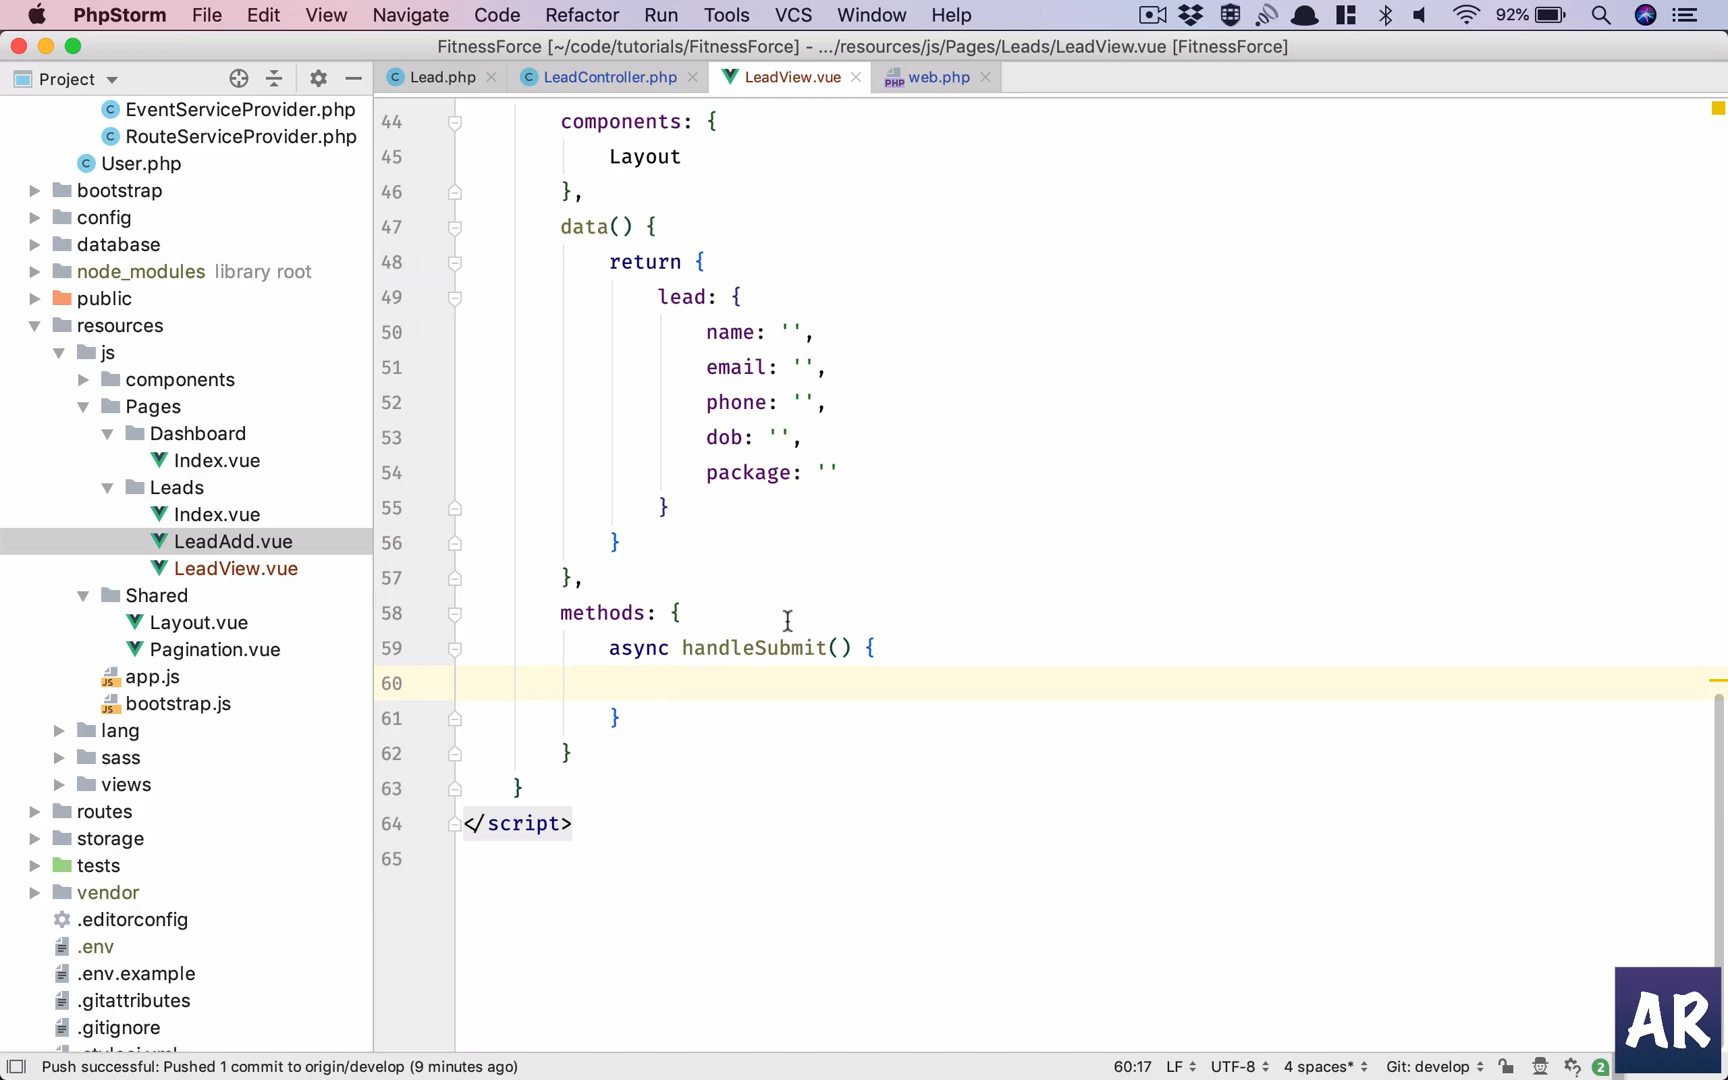 PhpStorm File Edit View Navigate Code Refactor Run Tools VCS Window Help 92%
FitnessForce [~/code/tutorials/FitnessForce] - .../resources/js/Pages/Leads/LeadView.vue [FitnessForce]
Project
Lead.php LeadController.php LeadView.vue web.php
EventServiceProvider.php
RouteServiceProvider.php
User.php
bootstrap
config
database
node_modules library root
public
resources
js
components
Pages
Dashboard
Index.vue
Leads
Index.vue
LeadAdd.vue
LeadView.vue
Shared
Layout.vue
Pagination.vue
app.js
bootstrap.js
lang
sass
views
routes
storage
tests
vendor
.editorconfig
.env
.env.example
.gitattributes
.gitignore
44 components: {
45 Layout
46 },
47 data() {
48 return {
49 lead: {
50 name: '',
51 email: '',
52 phone: '',
53 dob: '',
54 package: ''
55 }
56 }
57 },
58 methods: {
59 async handleSubmit() {
60
61 }
62 }
63 }
64 </script>
65
AR
Push successful: Pushed 1 commit to origin/develop (9 minutes ago) 60:17 LF UTF-8 4 spaces* Git: develop 2